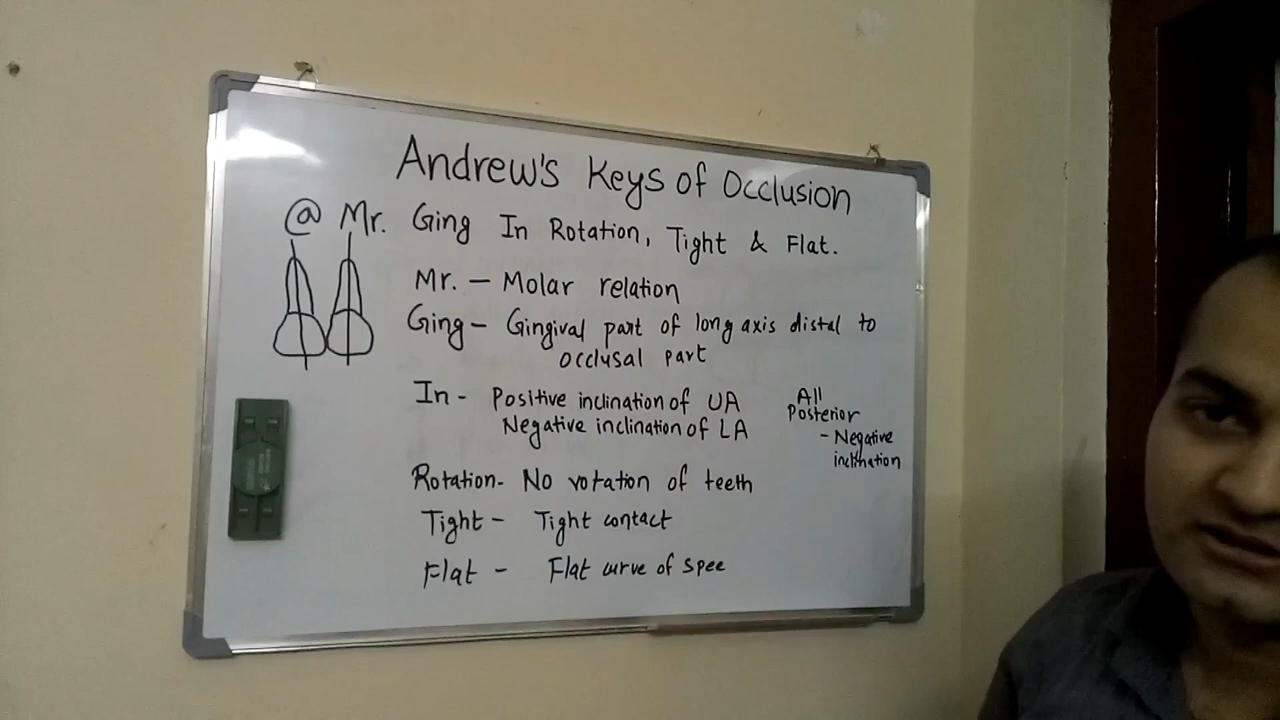 Andrew's Keys of Occlusion
@ Mr. Ging In Rotation, Tight & Flat.
Mr. — Molar relation
Ging — Gingival part of long axis distal to
occlusal part
In - Positive inclination of UA
Negative inclination of LA
All
Posterior
- Negative
inclination
Rotation - No rotation of teeth
Tight — Tight contact
Flat - Flat curve of spee